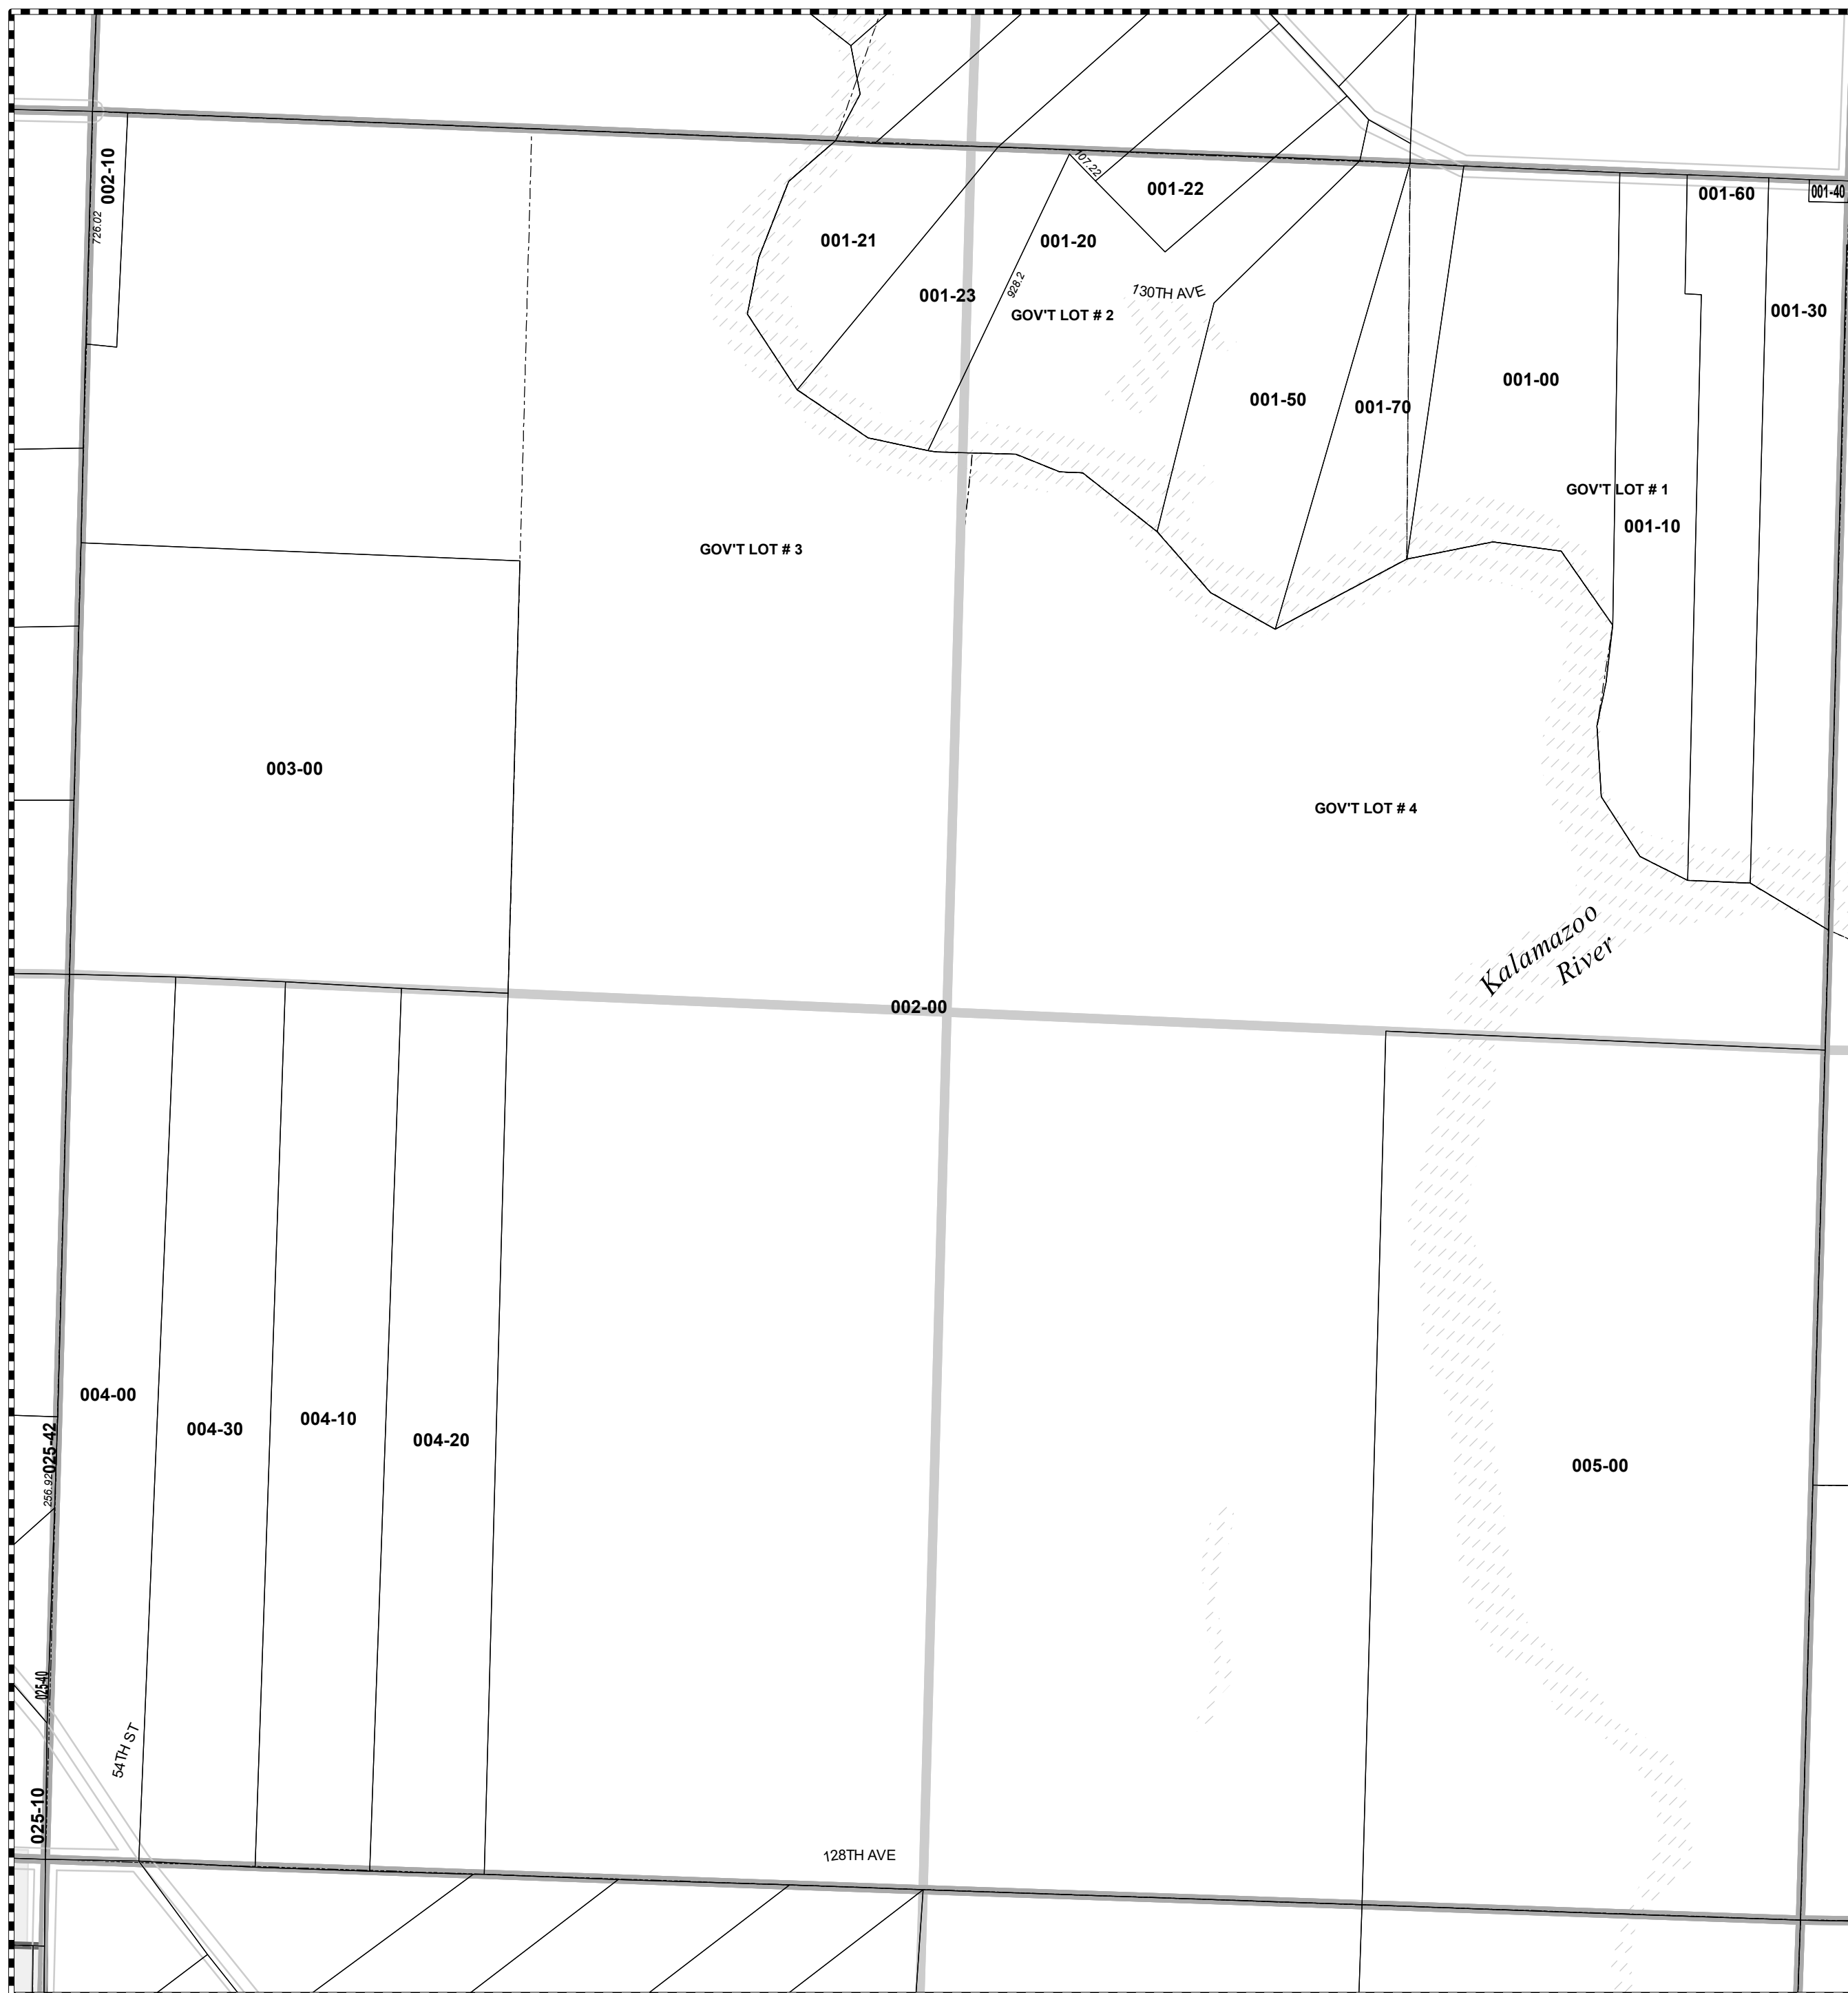 002-10
726.02
107.22
001-22
001-60
001-40
001-21
001-20
928.2
001-23
130TH AVE
GOV'T LOT # 2
001-30
001-00
001-50
001-70
GOV'T LOT # 1
001-10
GOV'T LOT # 3
003-00
GOV'T LOT # 4
Kalamazoo
River
002-00
004-00
004-30
004-10
004-20
025-42
256.92
005-00
025-40
54TH ST
025-10
128TH AVE